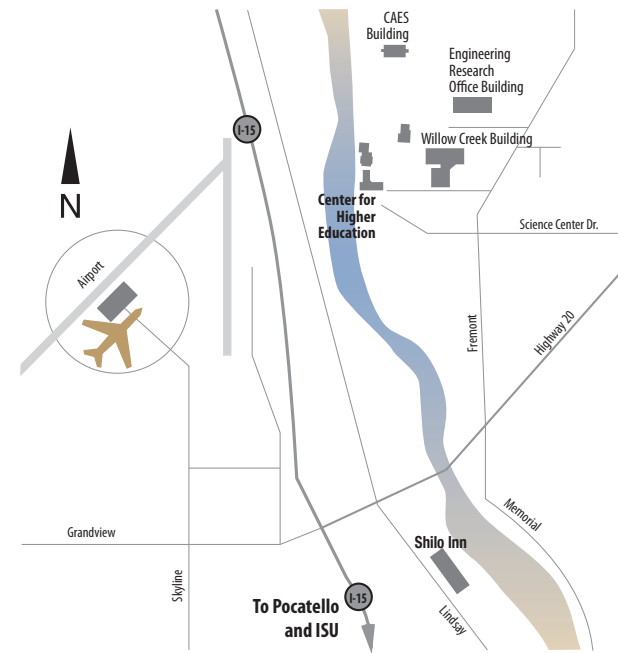 CAES
Building
Engineering
Research
Office Building
I-15
Willow Creek Building
N
Center for
Higher
Education
Science Center Dr.
Airport
Fremont
Highway 20
Memorial
Grandview
Shilo Inn
Skyline
I-15
To Pocatello
and ISU
Lindsay